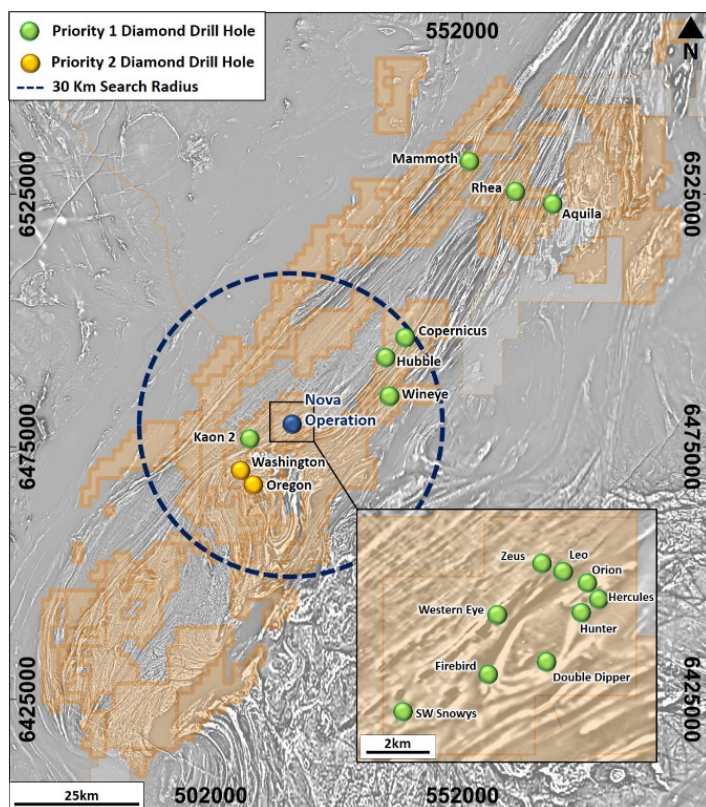 Priority 1 Diamond Drill Hole
Priority 2 Diamond Drill Hole
30 Km Search Radius
552000
N
6525000
6525000
Mammoth
Rhea
Aquila
Copernicus
Hubble
Wineye
Nova
Operation
Kaon 2
6475000
6475000
Washington
Oregon
Zeus
Leo
Orion
Hercules
Western Eye
Hunter
Firebird
Double Dipper
SW Snowys
2km
6425000
6425000
25km
502000
552000